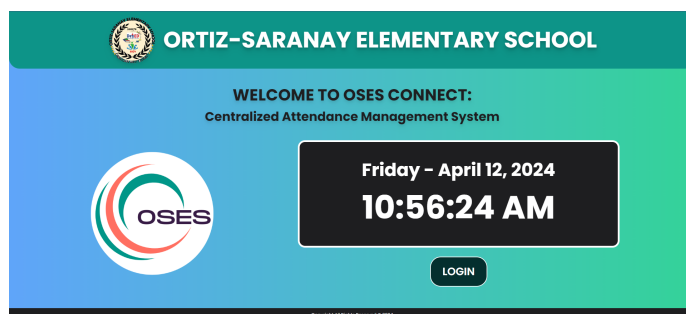 ORTIZ-SARANAY ELEMENTARY SCHOOL
WELCOME TO OSES CONNECT:
Centralized Attendance Management System
OSES
Friday - April 12, 2024
10:56:24 AM
LOGIN